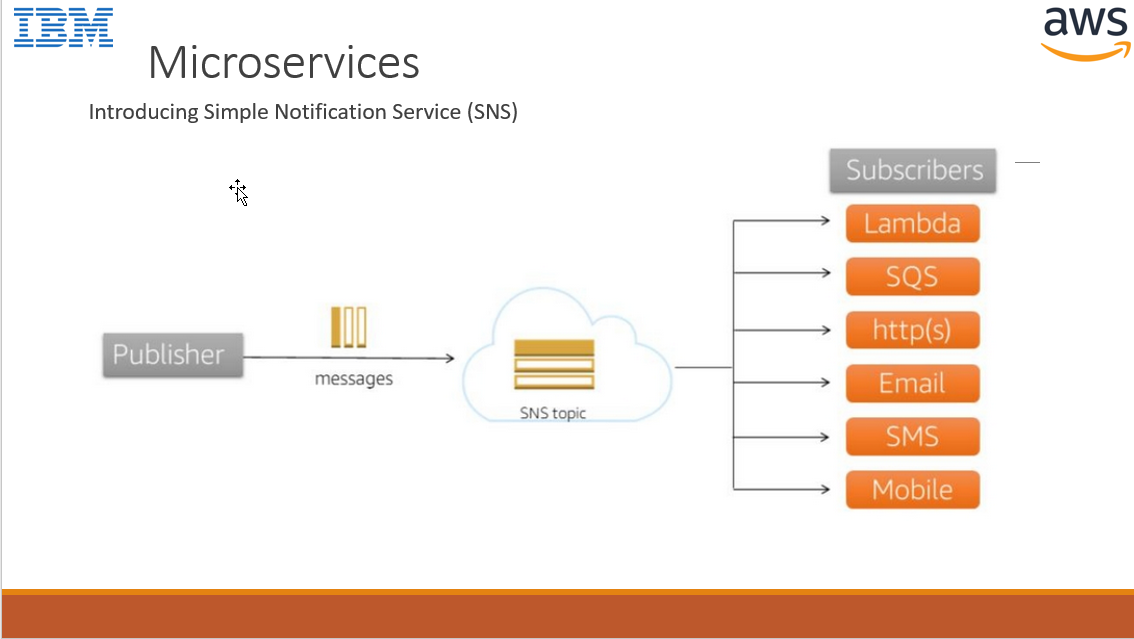 IBM
aws
Microservices
Introducing Simple Notification Service (SNS)
Subscribers
Lambda
SQS
http(s)
Email
SMS
Mobile
Publisher
messages
SNS topic